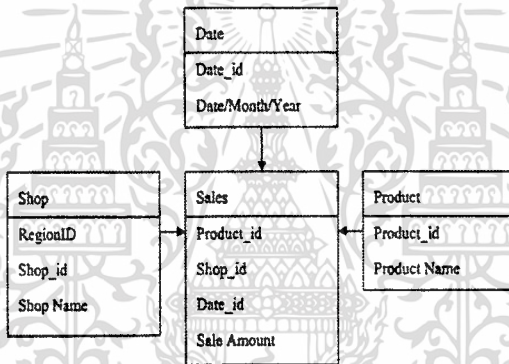 Date
Date_id
Date/Month/Year
Shop
RegionID
Shop_id
Shop Name
Sales
Product_id
Shop_id
Date_id
Sale Amount
Product
Product_id
Product Name